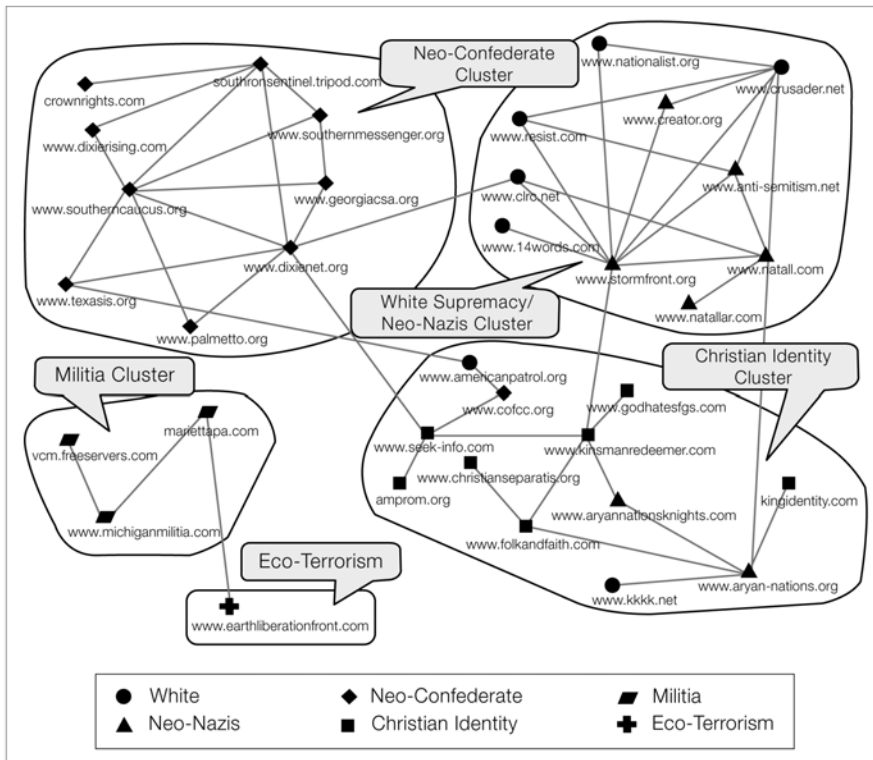 Neo-Confederate
Cluster
southronsentinel.tripod.com
crownrights.com
www.dixierising.com
www.southernmessenger.org
www.georgiacsa.org
www.southerncaucus.org
www.dixienet.org
www.texasis.org
www.palmetto.org
www.nationalist.org
www.crusader.net
www.creator.org
www.resist.com
www.anti-semitism.net
www.clrc.net
www.14words.com
www.stormfront.org
www.natall.com
www.natallar.com
White Supremacy/
Neo-Nazis Cluster
Christian Identity
Cluster
Militia Cluster
mariettapa.com
vcm.freeservers.com
www.michiganmilitia.com
www.americanpatrol.org
www.cofcc.org
www.godhatesfgs.com
www.seek-info.com
www.kinsmanredeemer.com
www.christianseparatis.org
amprom.org
kingidentity.com
www.aryannationsknights.com
www.folkandfaith.com
www.kkkk.net
www.aryan-nations.org
Eco-Terrorism
www.earthliberationfront.com
White
Neo-Confederate
Militia
Neo-Nazis
Christian Identity
Eco-Terrorism